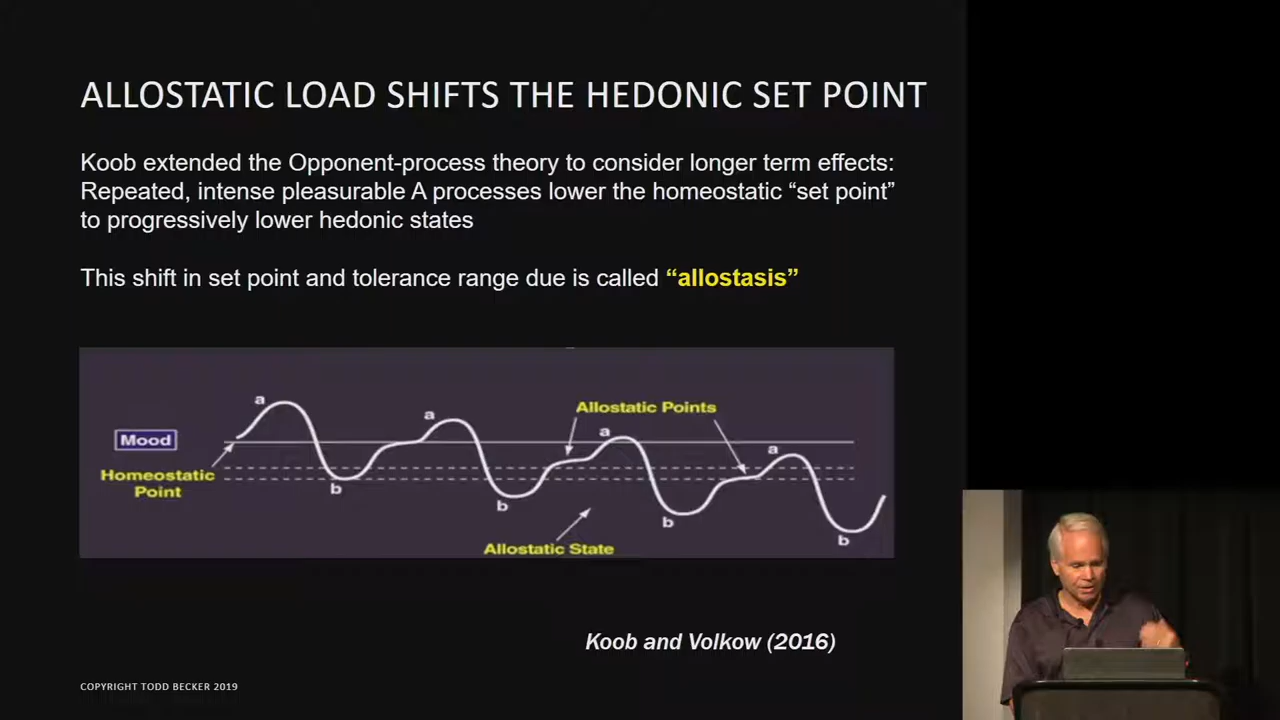 ALLOSTATIC LOAD SHIFTS THE HEDONIC SET POINT
Koob extended the Opponent-process theory to consider longer term effects:
Repeated, intense pleasurable A processes lower the homeostatic “set point”
to progressively lower hedonic states
This shift in set point and tolerance range due is called “allostasis”
a
a
Allostatic Points
a
a
Mood
Homeostatic
Point
b
b
b
b
Allostatic State
Koob and Volkow (2016)
COPYRIGHT TODD BECKER 2019